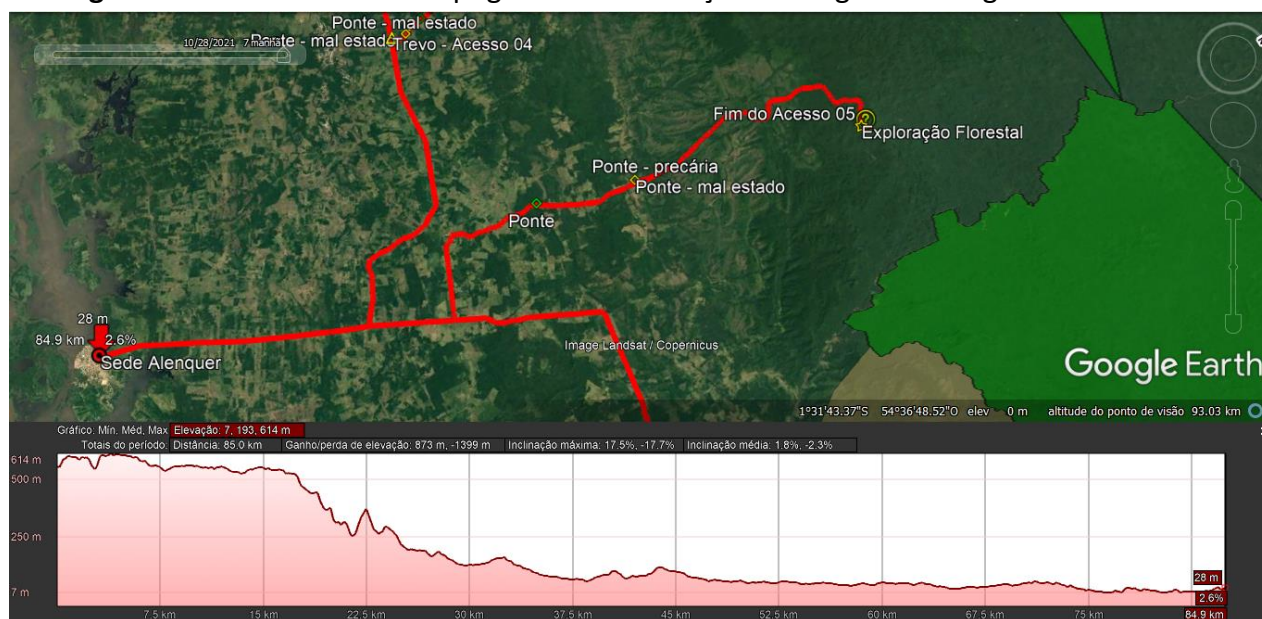 10/28/2021 7 manhã
Ponte - mal estado
Ponte - mal estad
Trevo - Acesso 04
Fim do Acesso 05
Exploração Florestal
Ponte - precária
Ponte - mal estado
Ponte
28 m
84.9 km
2.6%
Sede Alenquer
Image Landsat / Copernicus
Google Earth
1°31'43.37"S 54°36'48.52"O elev 0 m altitude do ponto de visão 93.03 km
Gráfico: Mín. Méd, Max Elevação: 7, 193, 614 m
Totais do período: Distância: 85.0 km Ganho/perda de elevação: 873 m, -1399 m Inclinação máxima: 17.5%, -17.7% Inclinação média: 1.8%, -2.3%
614 m
500 m
250 m
7 m
28 m
2.6%
7.5 km 15 km 22.5 km 30 km 37.5 km 45 km 52.5 km 60 km 67.5 km 75 km 84.9 km